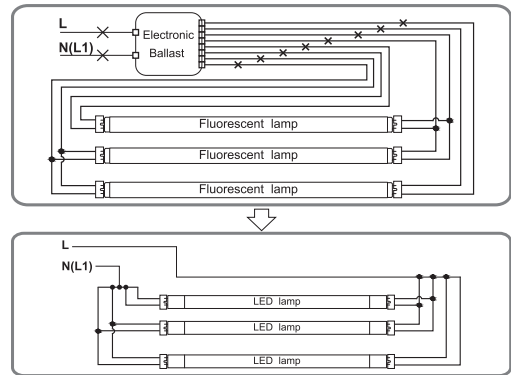 L
N(L1)
Electronic
Ballast
Fluorescent lamp
Fluorescent lamp
Fluorescent lamp
L
N(L1)
LED lamp
LED lamp
LED lamp